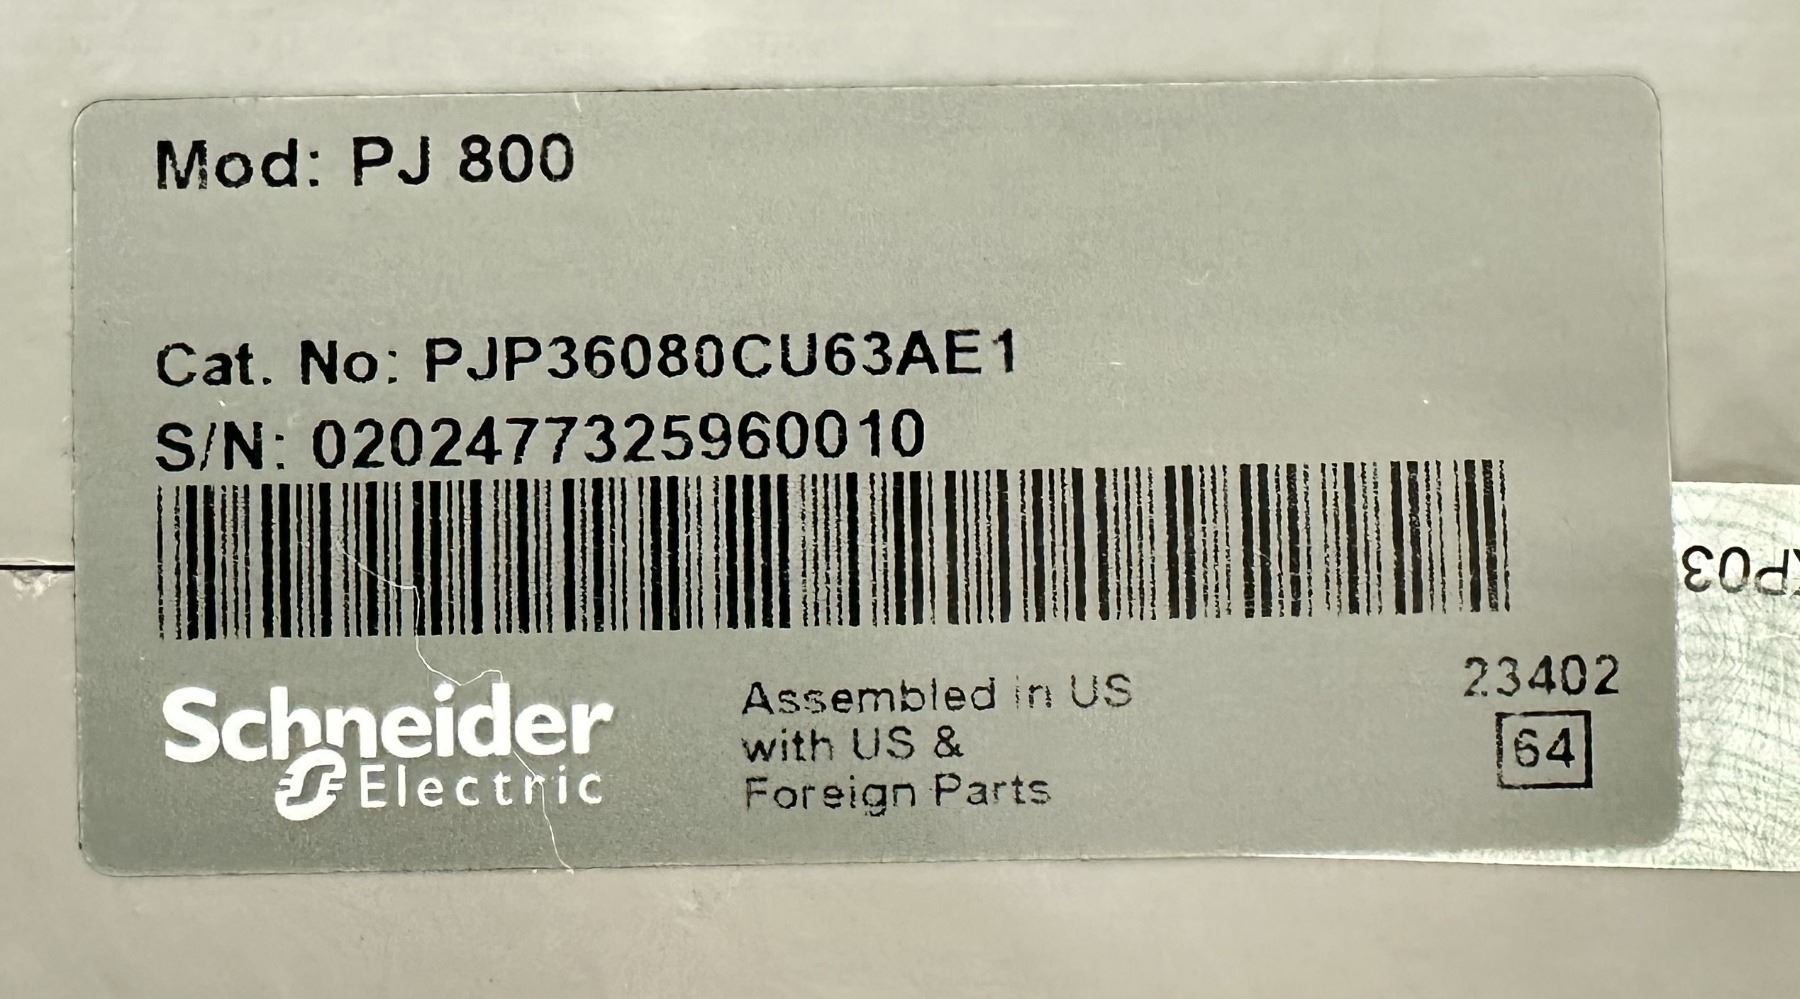 Mod: PJ 800
Cat. No: PJP36080CU63AE1
S/N: 0202477325960010
Schneider
Electric
Assembled in US
with US &
Foreign Parts
23402
64